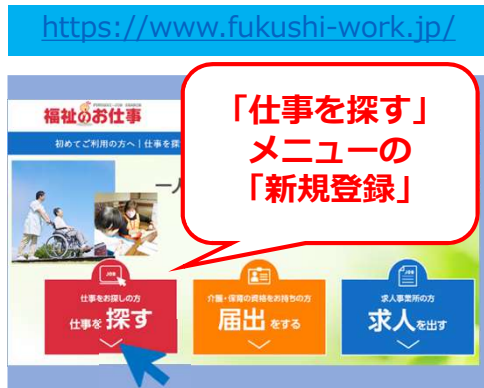 https://www.fukushi-work.jp/
福祉のお仕事
初めてご利用の方へ｜仕事を探
「仕事を探す」
メニューの
「新規登録」
一人
JOB
仕事をお探しの方
仕事を 探す
介護・保育の資格をお持ちの方
届出 をする
求人事業所の方
求人を出す